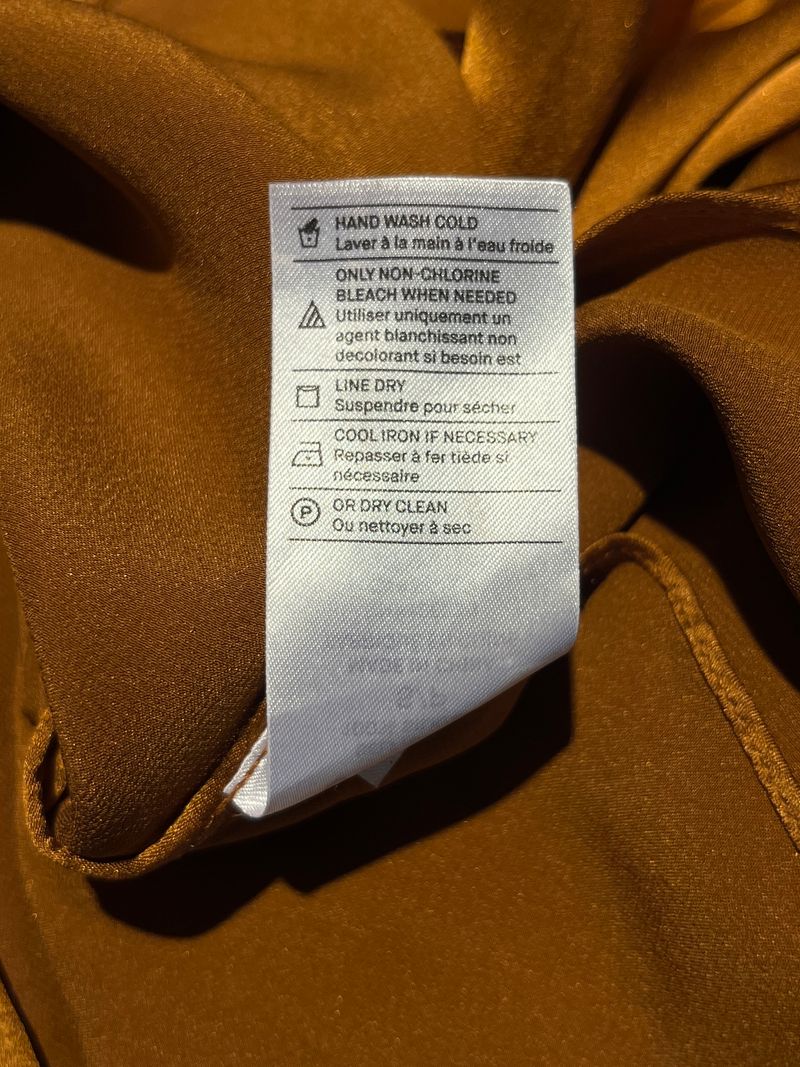 HAND WASH COLD
Laver à la main à l'eau froide
ONLY NON-CHLORINE
BLEACH WHEN NEEDED
Utiliser uniquement un
agent blanchissant non
decolorant si besoin est
LINE DRY
Suspendre pour sécher
COOL IRON IF NECESSARY
Repasser à fer tiède si
nécessaire
P
OR DRY CLEAN
Ou nettoyer à sec